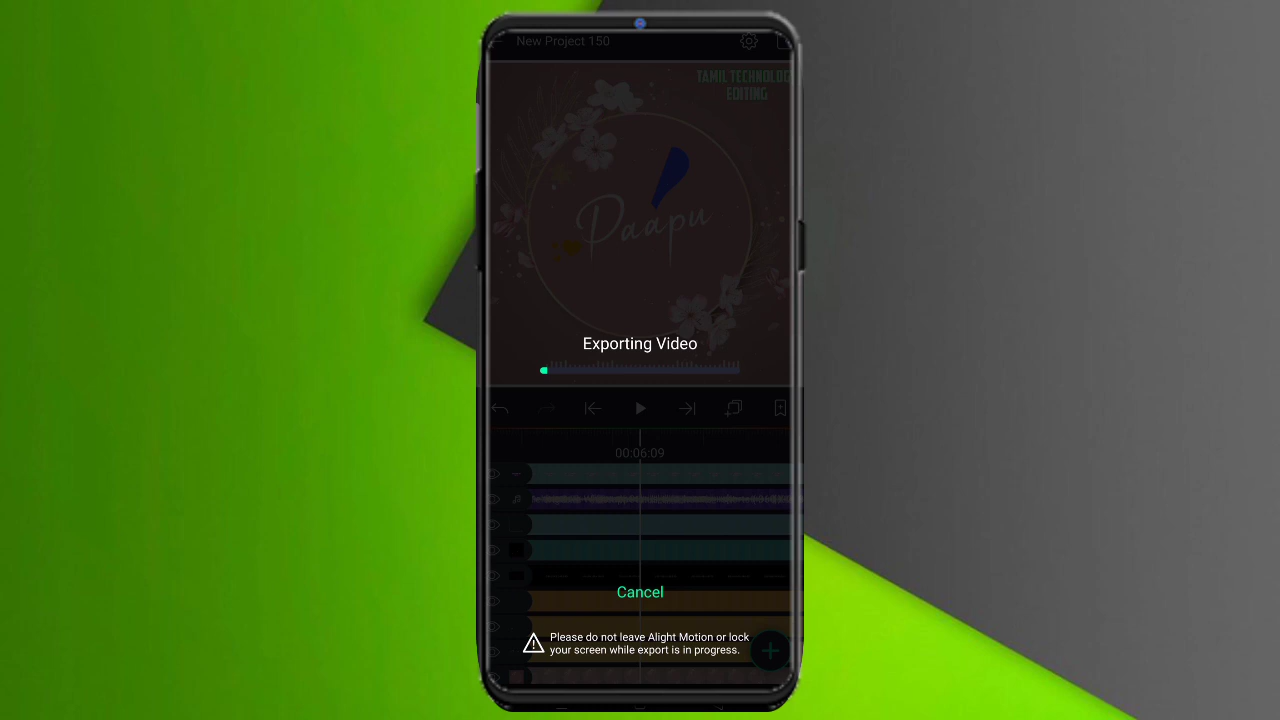 New Project 150
TAMIL TECHNOLOG
EDITING
Paapu
Exporting Video
00:06:09
Cancel
Please do not leave Alight Motion or lock
your screen while export is in progress.